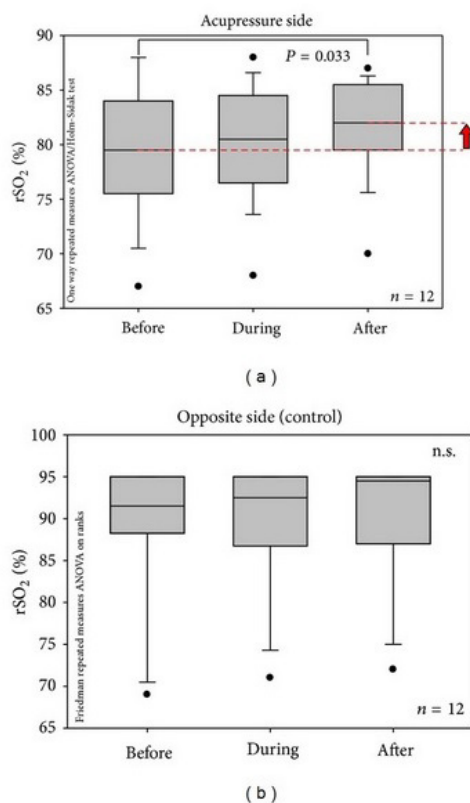 Acupressure side
90
85
80
75
70
65
rSO₂ (%)
One way repeated measures ANOVA/Holm-Sidak test
P = 0.033
n = 12
Before During After
( a )
Opposite side (control)
100
95
90
85
80
75
70
65
rSO₂ (%)
Friedman repeated measures ANOVA on ranks
n.s.
n = 12
Before During After
( b )